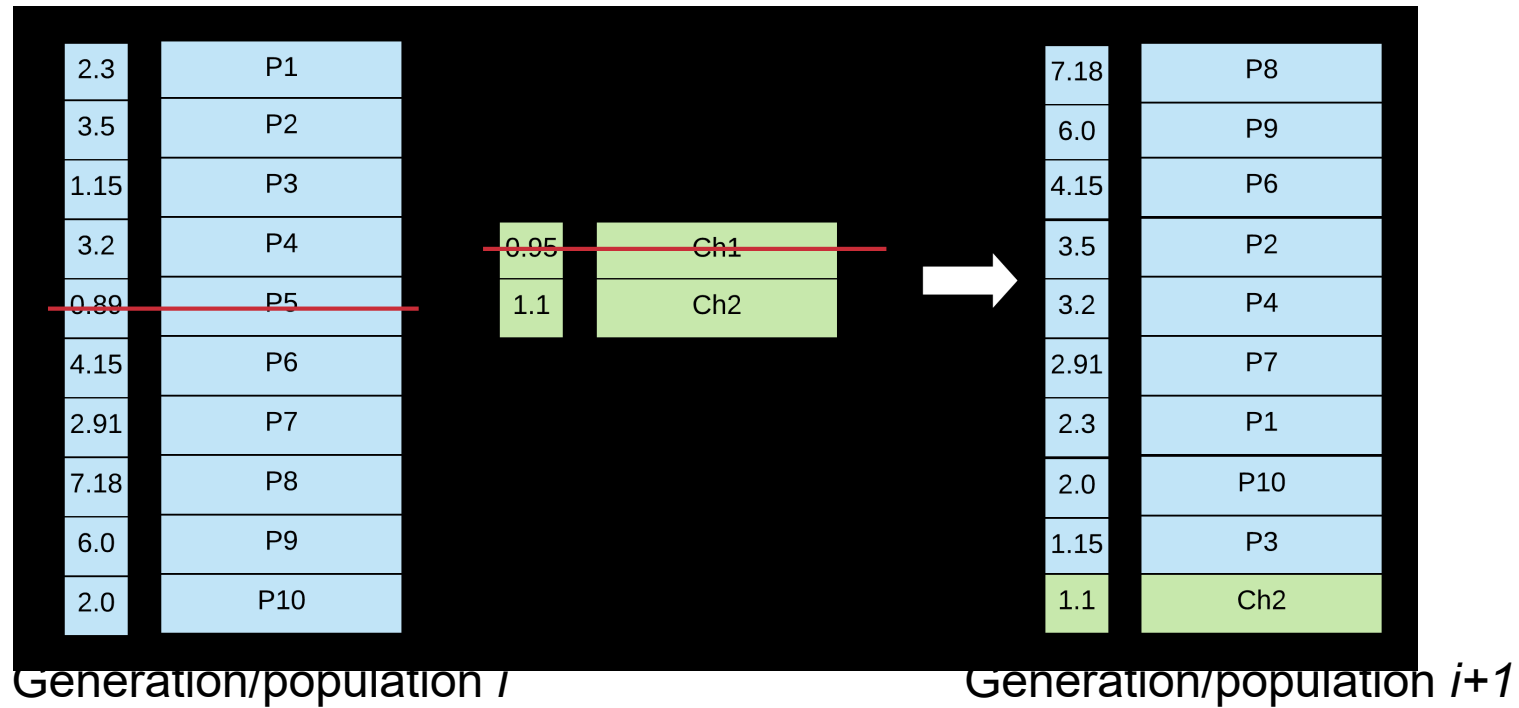 2.3 P1
3.5 P2
1.15 P3
3.2 P4
0.89 P5
4.15 P6
2.91 P7
7.18 P8
6.0 P9
2.0 P10
0.95 Ch1
1.1 Ch2
7.18 P8
6.0 P9
4.15 P6
3.5 P2
3.2 P4
2.91 P7
2.3 P1
2.0 P10
1.15 P3
1.1 Ch2
Generation/population i
Generation/population i+1